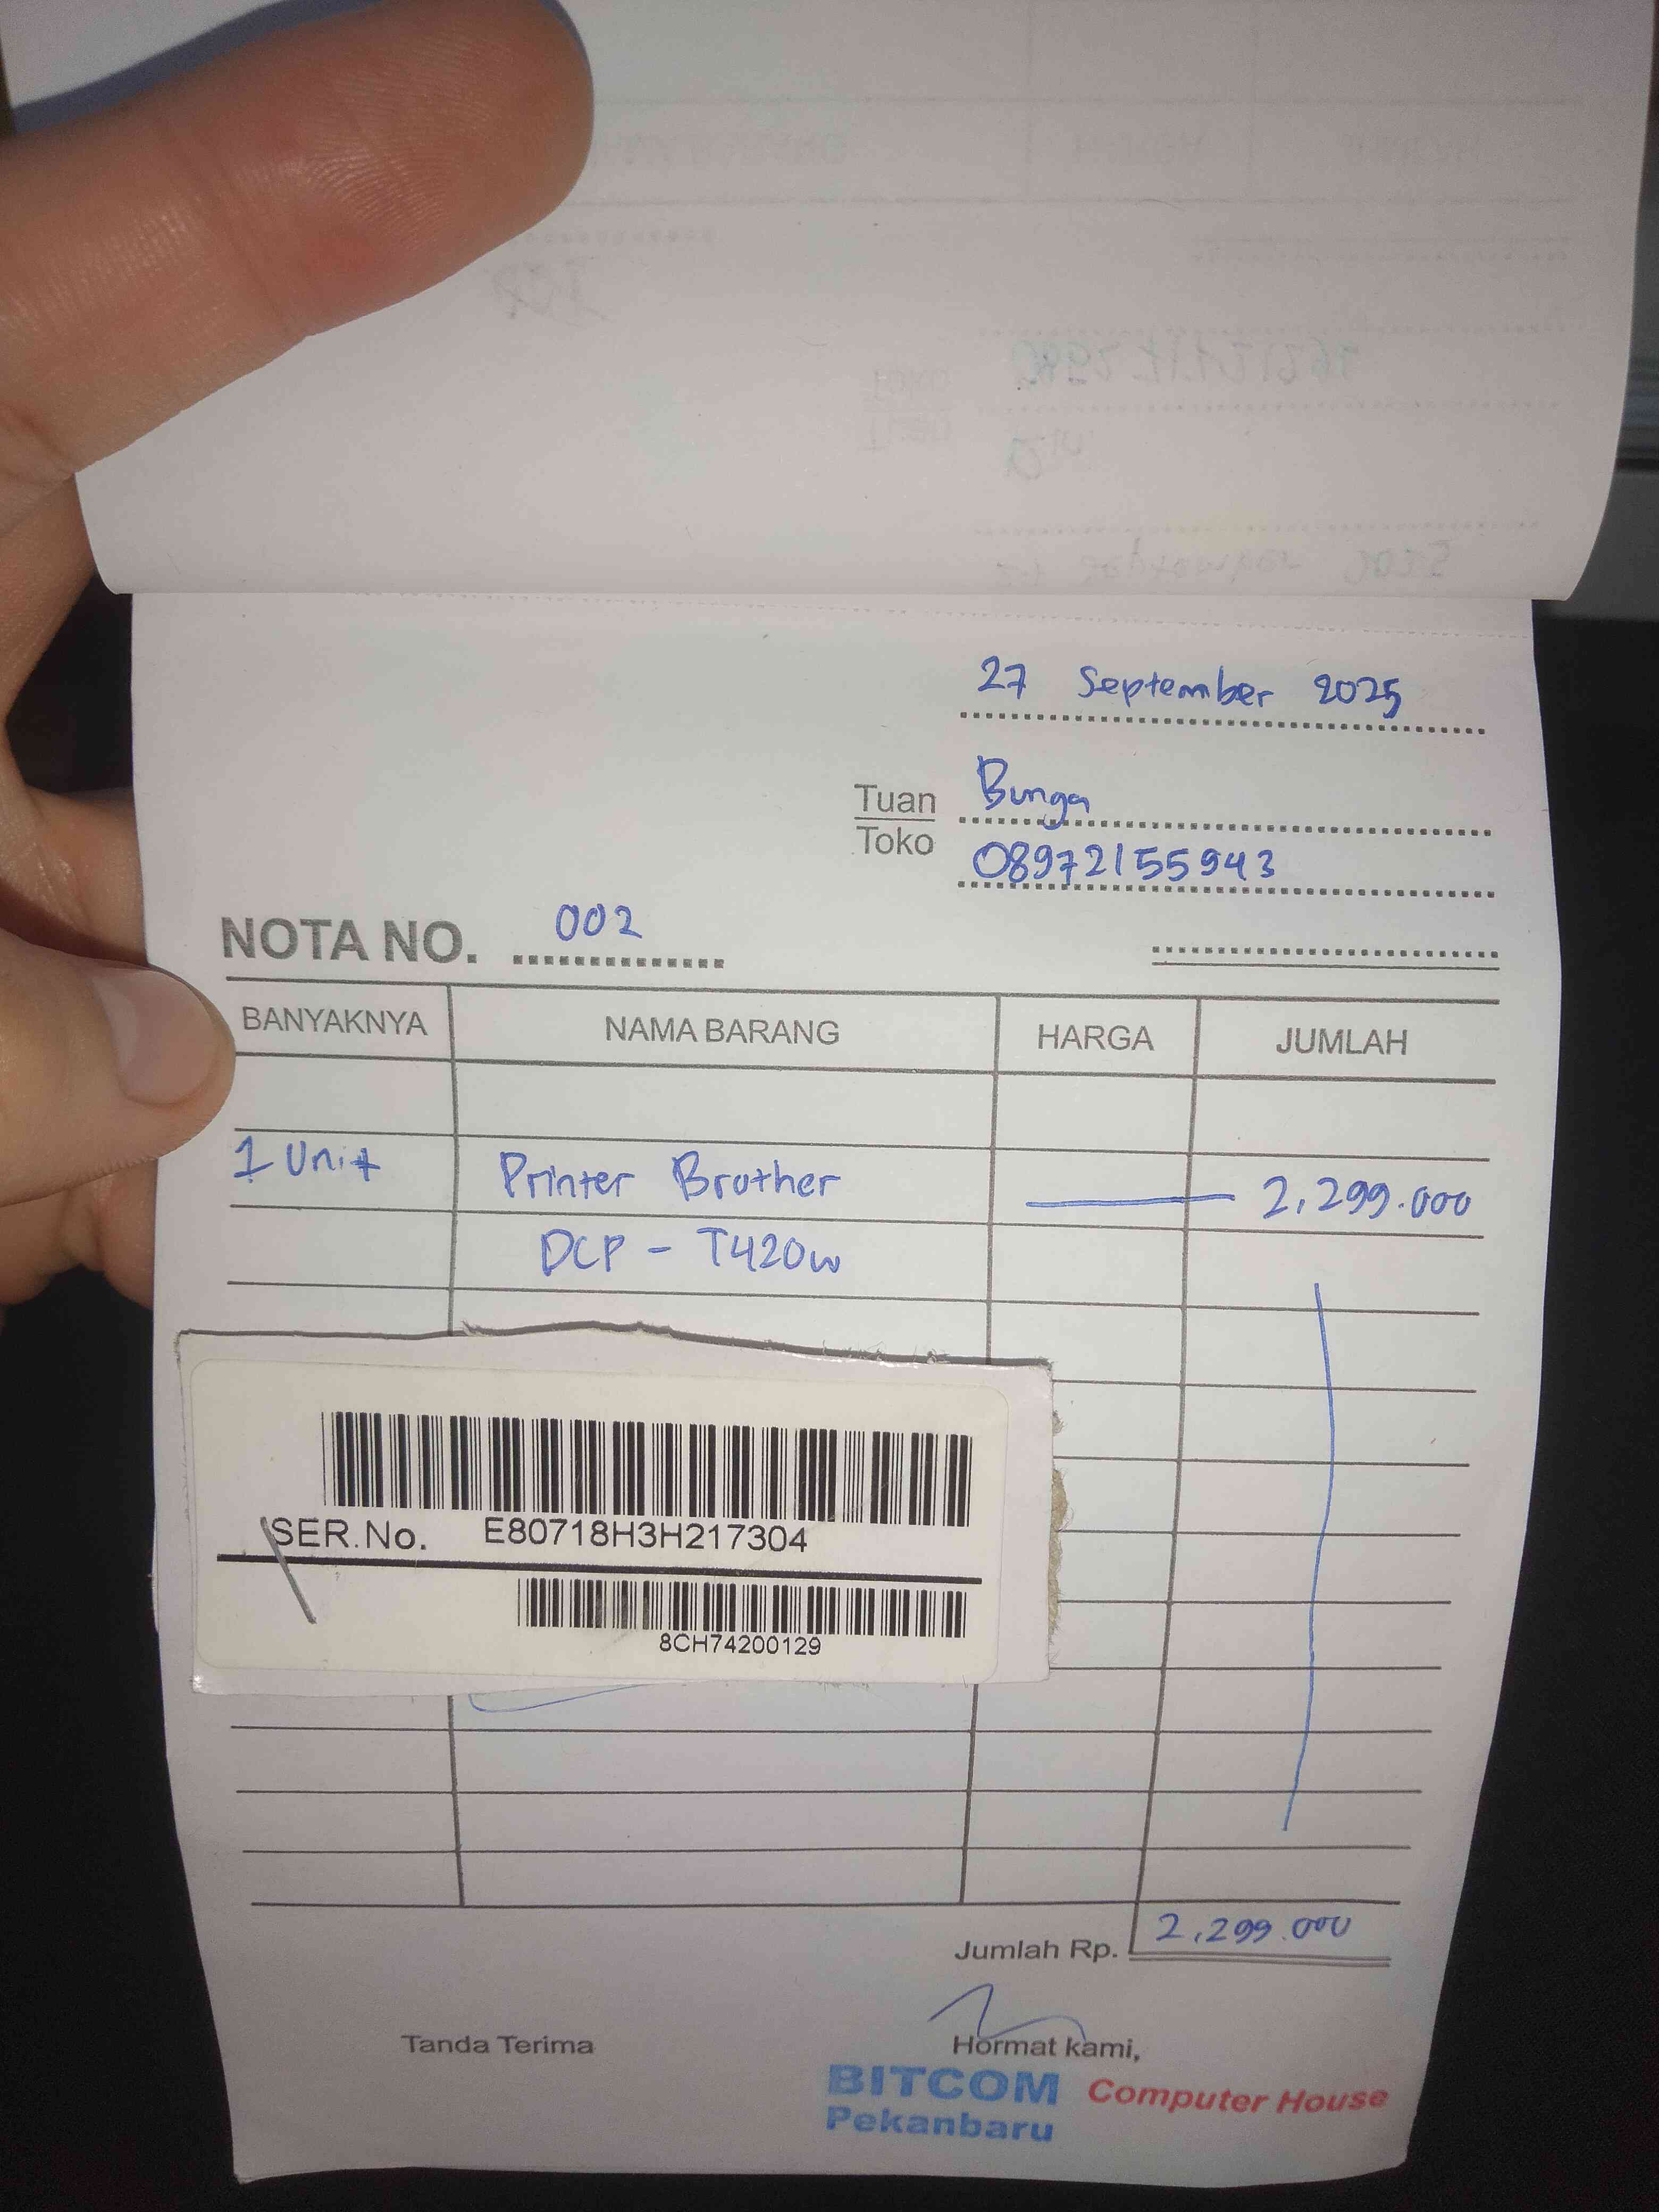 27 September 2025
Tuan Bunga
Toko 08972155943
NOTA NO. 002
BANYAKNYA NAMA BARANG HARGA JUMLAH
1 Unit Printer Brother 2,299.000
DCP - T420w
SER.No. E80718H3H217304
8CH74200129
Jumlah Rp. 2,299.000
Tanda Terima Hormat kami,
BITCOM Computer House
Pekanbaru